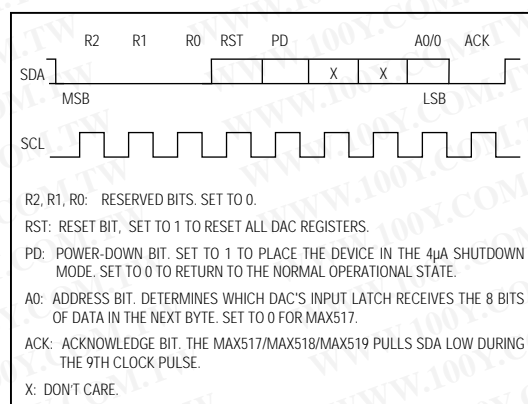 R2 R1 R0 RST PD A0/0 ACK
SDA X X
MSB LSB
SCL
R2, R1, R0: RESERVED BITS. SET TO 0.
RST: RESET BIT, SET TO 1 TO RESET ALL DAC REGISTERS.
PD: POWER-DOWN BIT. SET TO 1 TO PLACE THE DEVICE IN THE 4µA SHUTDOWN
MODE. SET TO 0 TO RETURN TO THE NORMAL OPERATIONAL STATE.
A0: ADDRESS BIT. DETERMINES WHICH DAC'S INPUT LATCH RECEIVES THE 8 BITS
OF DATA IN THE NEXT BYTE. SET TO 0 FOR MAX517.
ACK: ACKNOWLEDGE BIT. THE MAX517/MAX518/MAX519 PULLS SDA LOW DURING
THE 9TH CLOCK PULSE.
X: DON'T CARE.
WWW.100Y.COM.TW